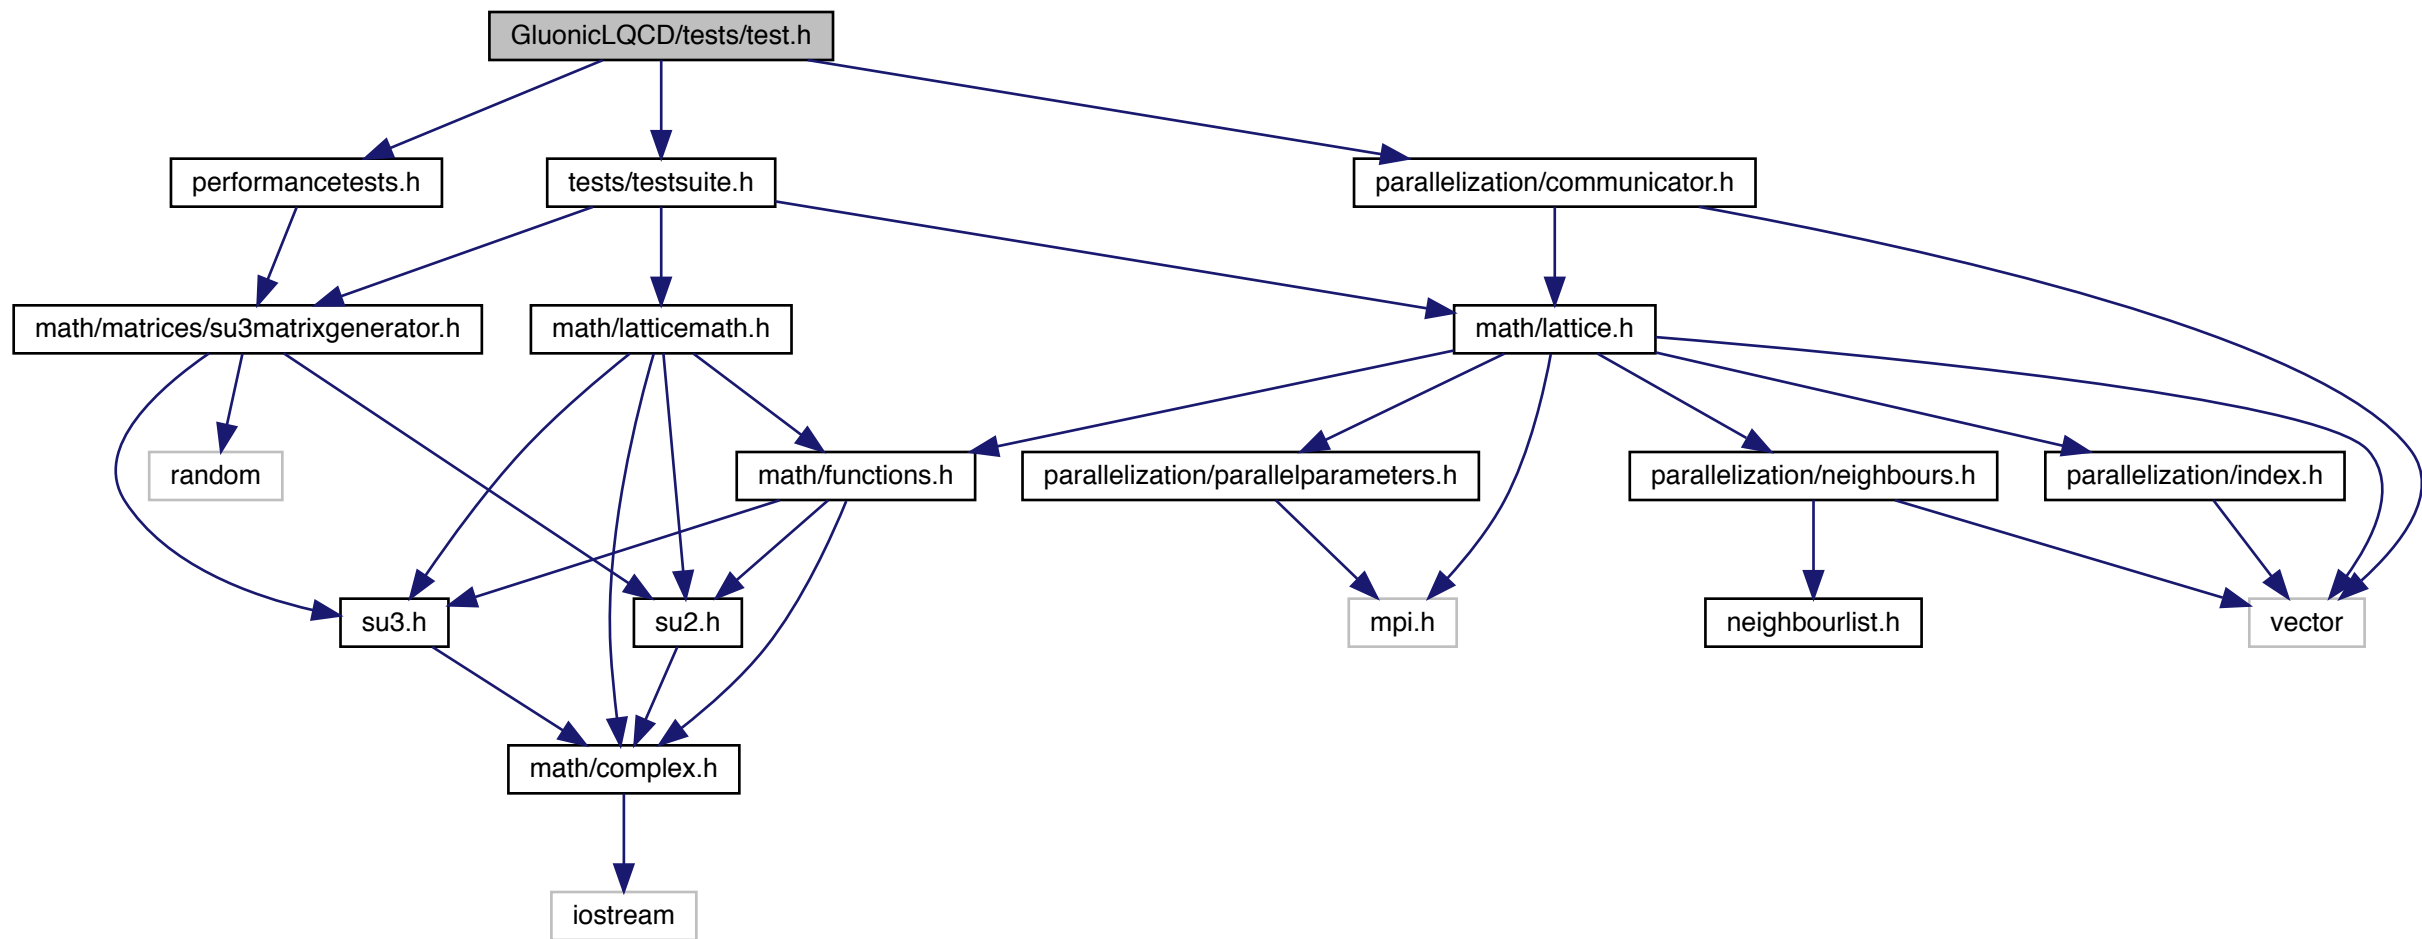 GluonicLQCD/tests/test.h
performancetests.h
tests/testsuite.h
parallelization/communicator.h
math/matrices/su3matrixgenerator.h
math/latticemath.h
math/lattice.h
random
math/functions.h
parallelization/parallelparameters.h
parallelization/neighbours.h
parallelization/index.h
su3.h
su2.h
mpi.h
neighbourlist.h
vector
math/complex.h
iostream